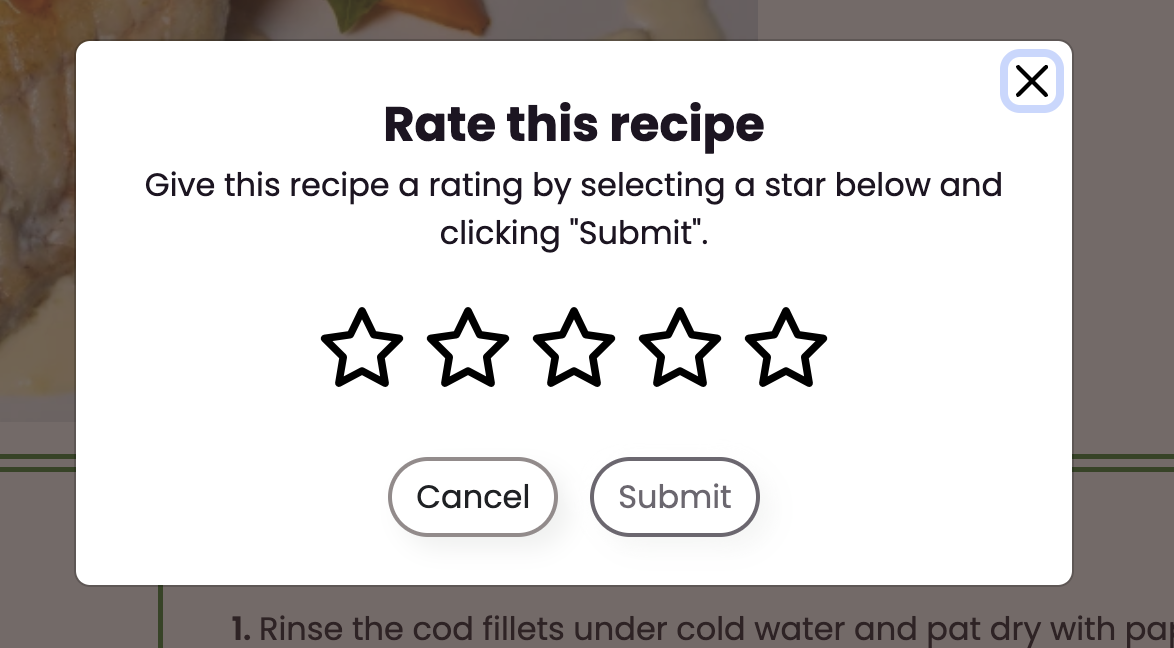 Rate this recipe
Give this recipe a rating by selecting a star below and
clicking "Submit".
Cancel
Submit
1. Rinse the cod fillets under cold water and pat dry with